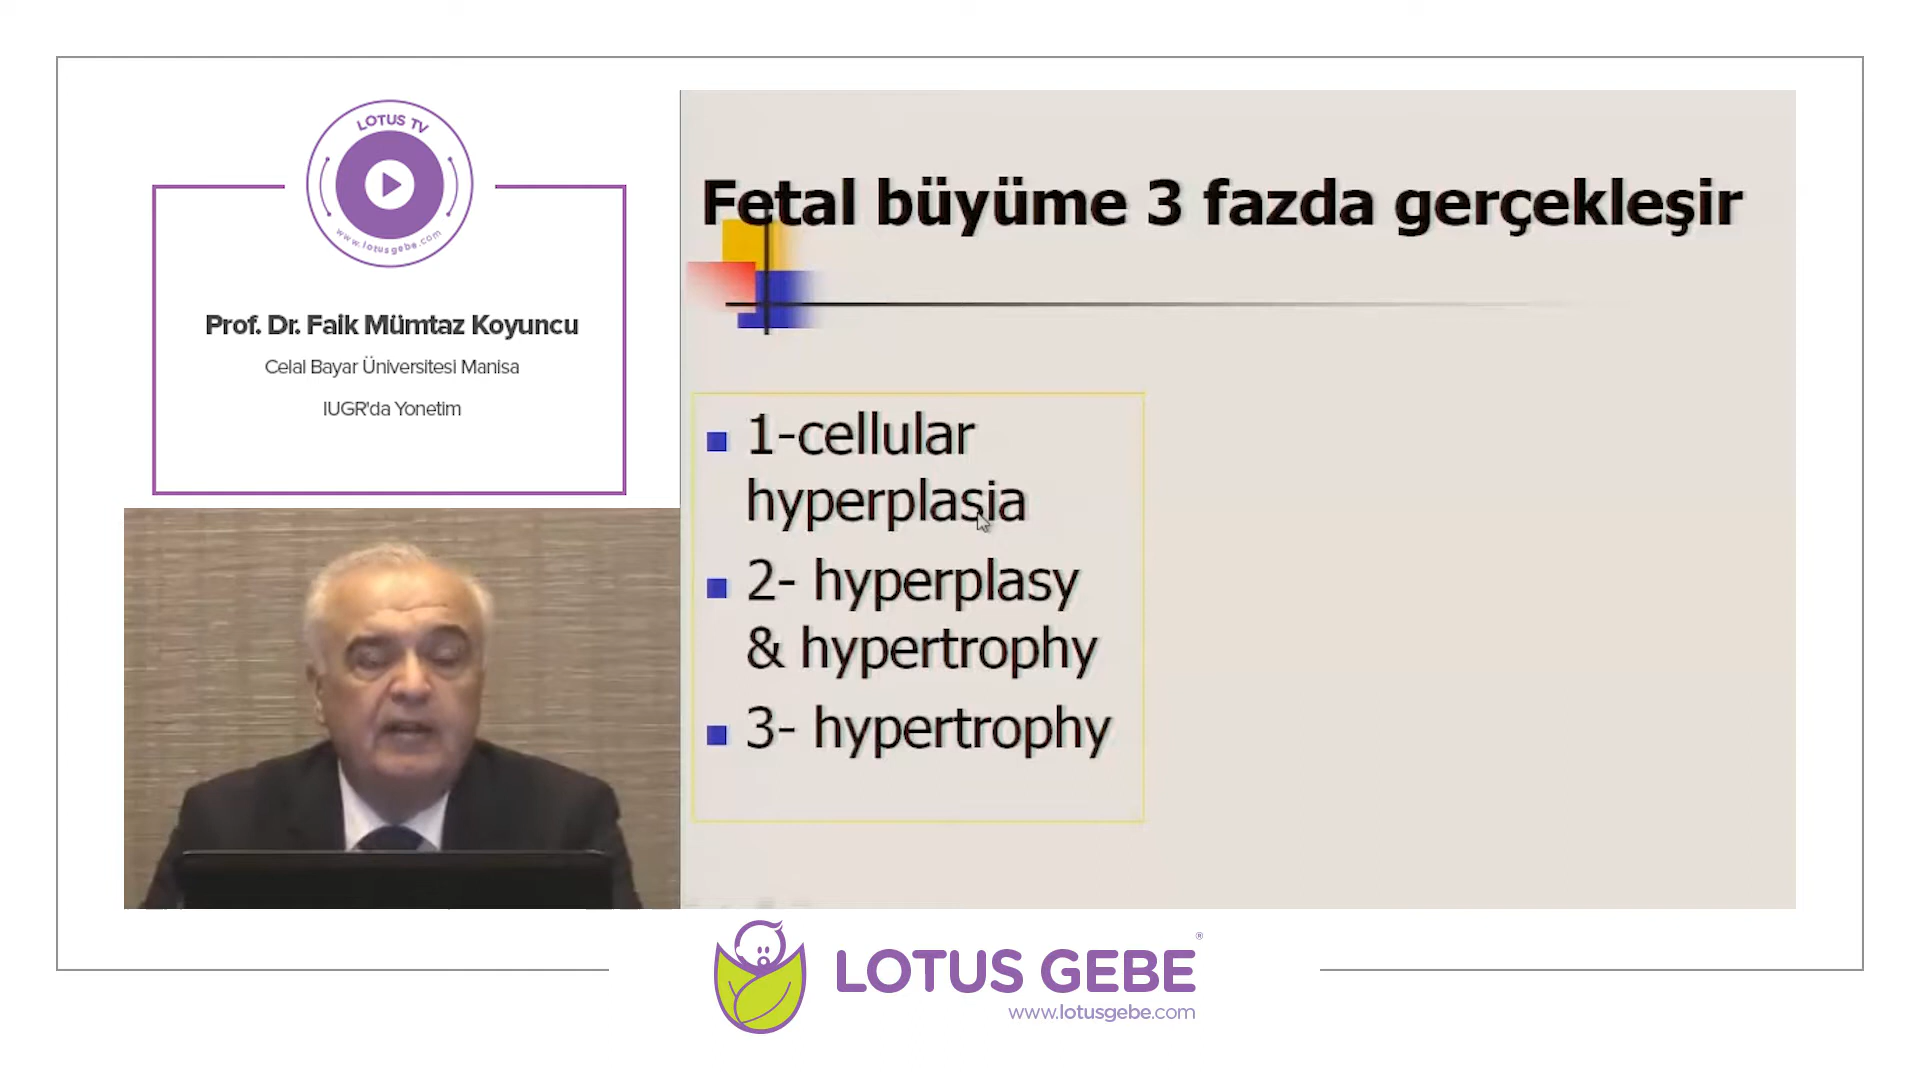 LOTUS TV
www.lotusgebe.com
Prof. Dr. Faik Mümtaz Koyuncu
Celal Bayar Üniversitesi Manisa
IUGR'da Yonetim
Fetal büyüme 3 fazda gerçekleşir
1-cellular
hyperplasia
2- hyperplasy
& hypertrophy
3- hypertrophy
LOTUS GEBE®
www.lotusgebe.com